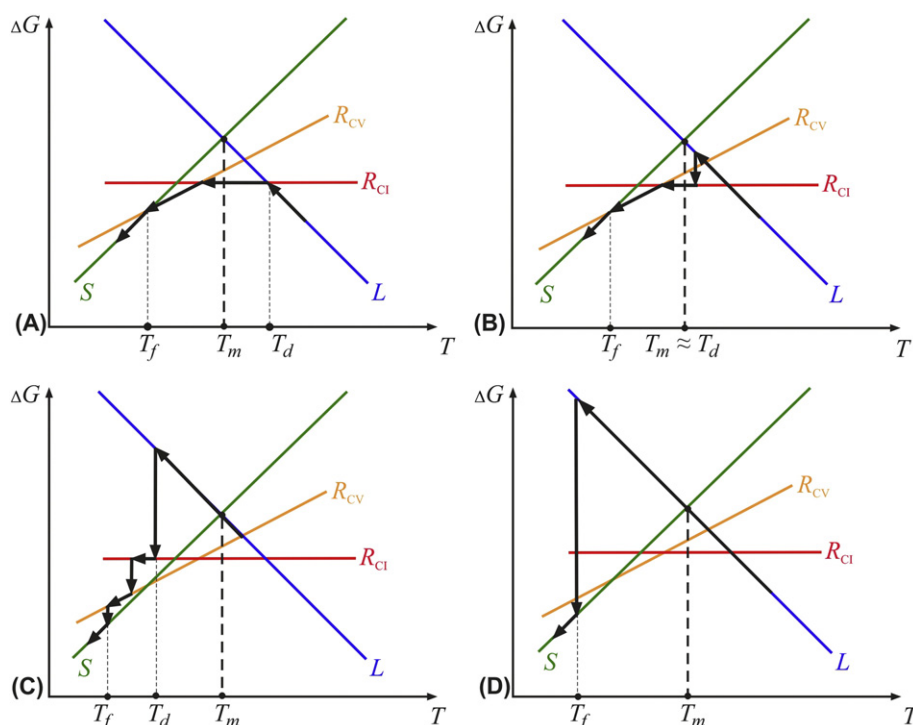 ΔG
R_CV
R_CI
S
L
(A)
T_f
T_m
T_d
T
ΔG
R_CV
R_CI
S
L
(B)
T_f
T_m ≈ T_d
T
ΔG
R_CV
R_CI
S
L
(C)
T_f
T_d
T_m
T
ΔG
R_CV
R_CI
S
L
(D)
T_f
T_m
T